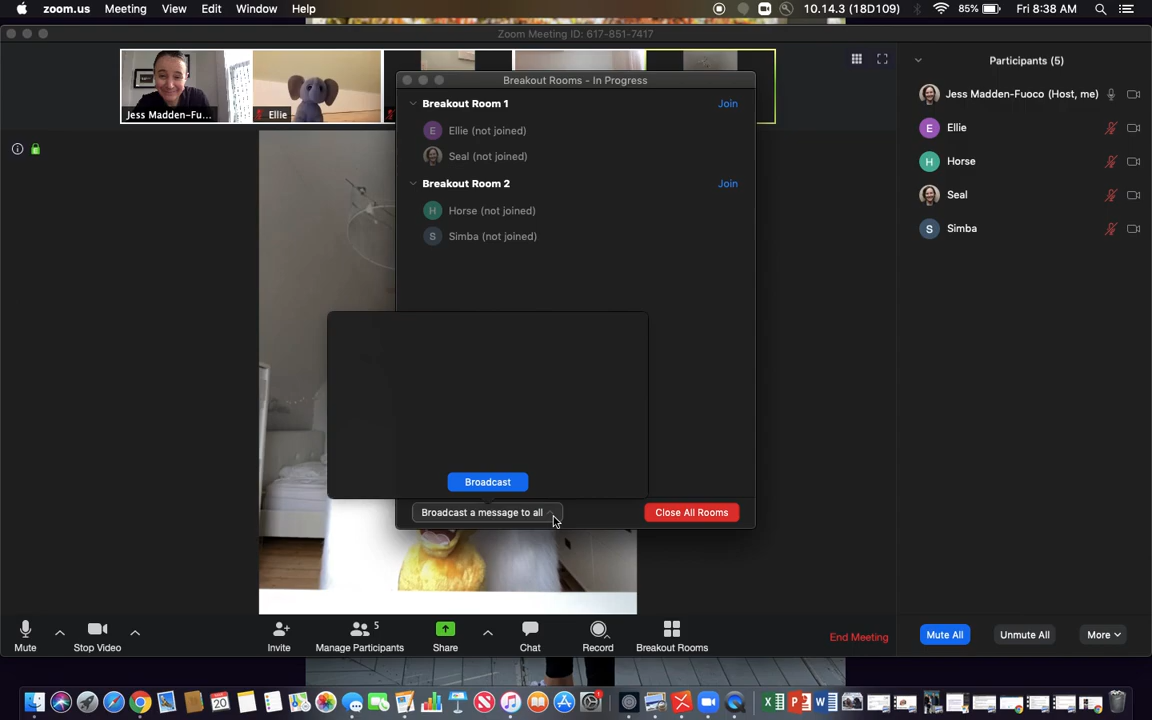 zoom.us Meeting View Edit Window Help 10.14.3 (18D109) 85% Fri 8:38 AM
Zoom Meeting ID: 617-851-7417
Jess Madden-Fu...
Ellie
Breakout Rooms - In Progress
Breakout Room 1 Join
E Ellie (not joined)
Seal (not joined)
Breakout Room 2 Join
H Horse (not joined)
S Simba (not joined)
Broadcast
Broadcast a message to all
Close All Rooms
Participants (5)
Jess Madden-Fuoco (Host, me)
E Ellie
H Horse
Seal
S Simba
Mute
Stop Video
Invite
5
Manage Participants
Share
Chat
Record
Breakout Rooms
End Meeting
Mute All
Unmute All
More